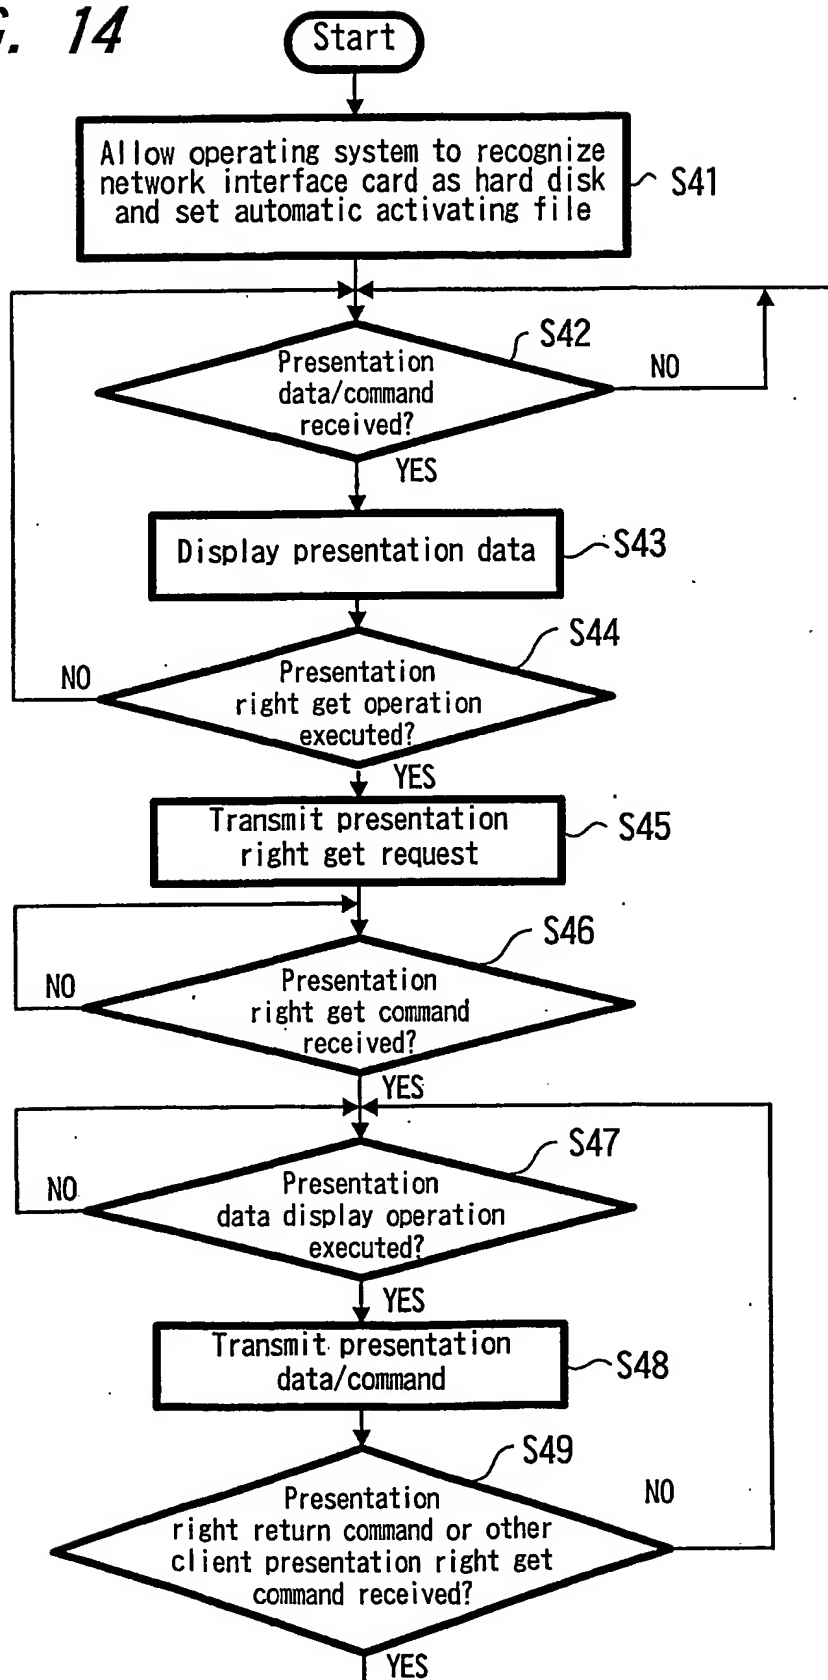 G. 14
Start
Allow operating system to recognize
network interface card as hard disk
and set automatic activating file
S41
S42
Presentation
data/command
received?
NO
YES
Display presentation data
S43
S44
Presentation
right get operation
executed?
NO
YES
Transmit presentation
right get request
S45
S46
Presentation
right get command
received?
NO
YES
S47
Presentation
data display operation
executed?
NO
YES
Transmit presentation
data/command
S48
S49
Presentation
right return command or other
client presentation right get
command received?
NO
YES